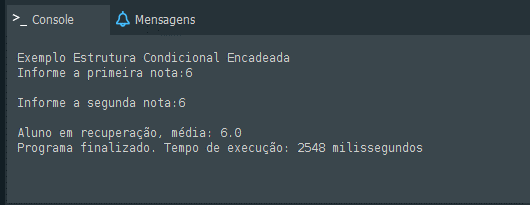 >_ Console
Mensagens
Exemplo Estrutura Condicional Encadeada
Informe a primeira nota:6
Informe a segunda nota:6
Aluno em recuperação, média: 6.0
Programa finalizado. Tempo de execução: 2548 milissegundos